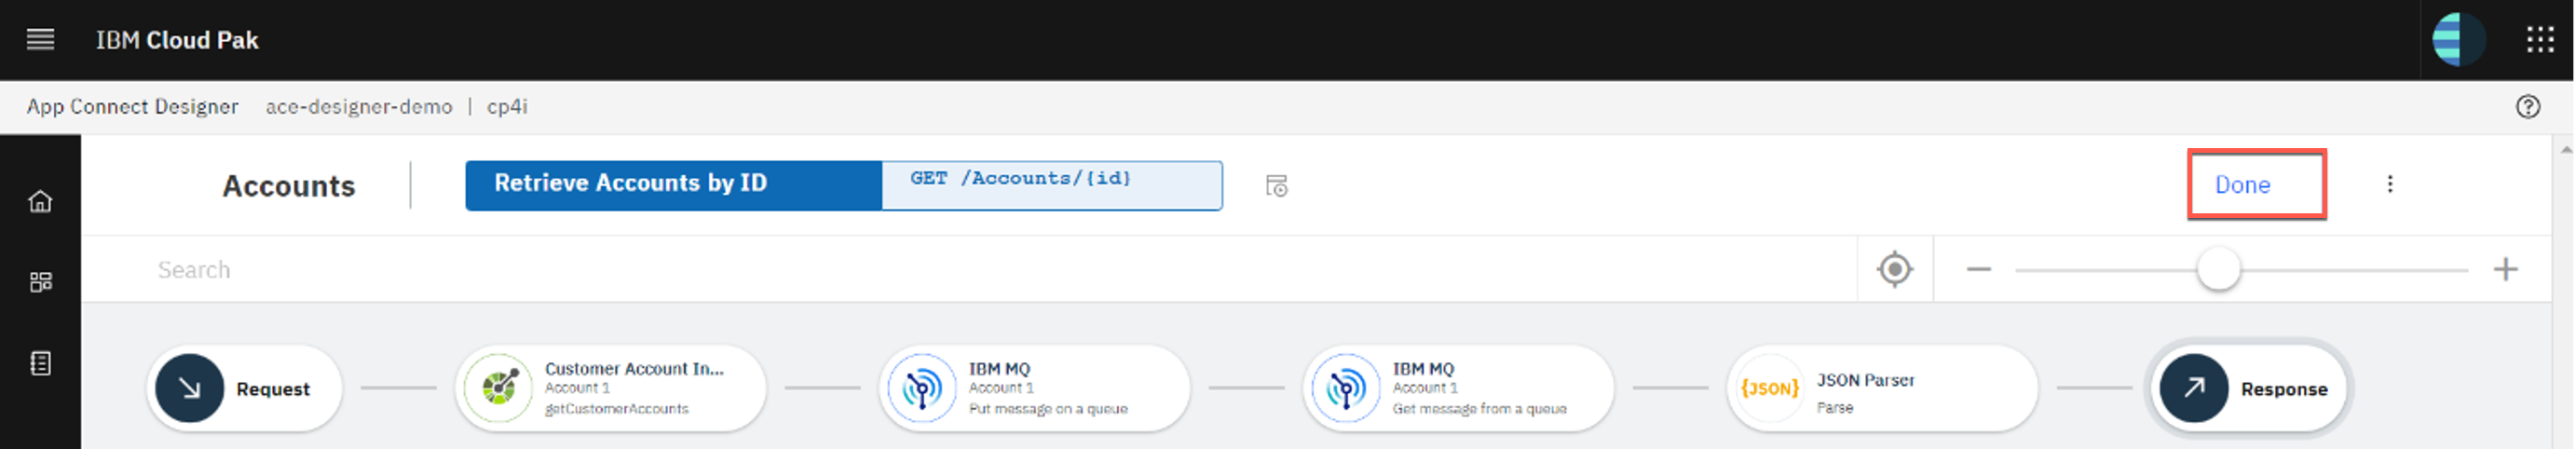 IBM Cloud Pak
App Connect Designer ace-designer-demo | cp4i
Accounts
Retrieve Accounts by ID
GET /Accounts/{id}
Done
Search
Request
Customer Account In...
Account 1
getCustomerAccounts
IBM MQ
Account 1
Put message on a queue
IBM MQ
Account 1
Get message from a queue
{JSON}
JSON Parser
Parse
Response